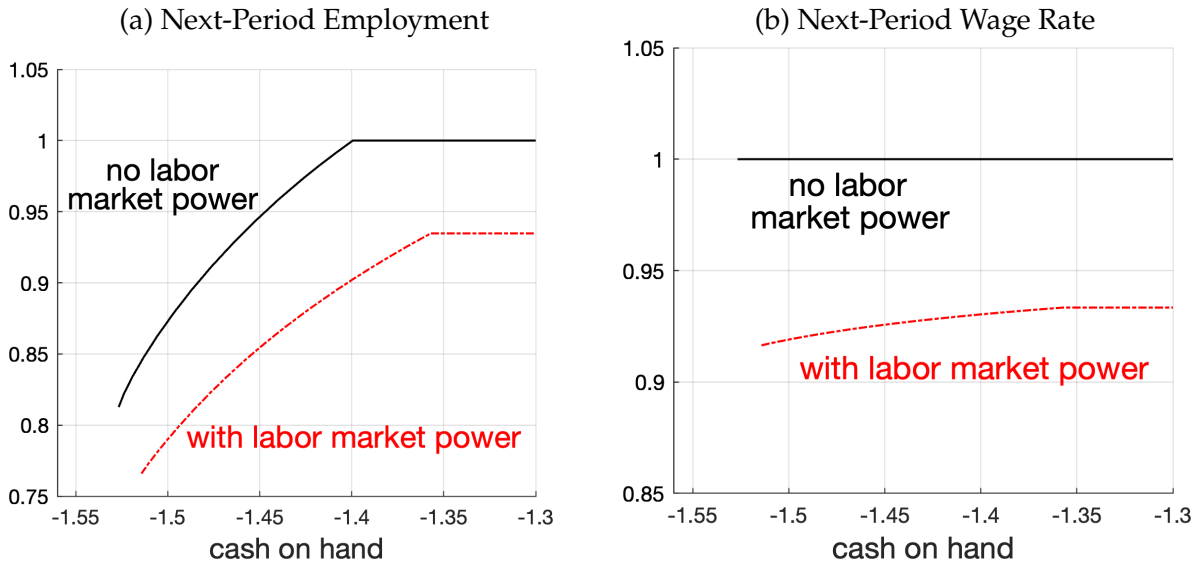 (a) Next-Period Employment
1.05
1
0.95
0.9
0.85
0.8
0.75
no labor
market power
with labor market power
-1.55 -1.5 -1.45 -1.4 -1.35 -1.3
cash on hand
(b) Next-Period Wage Rate
1.05
1
0.95
0.9
0.85
no labor
market power
with labor market power
-1.55 -1.5 -1.45 -1.4 -1.35 -1.3
cash on hand